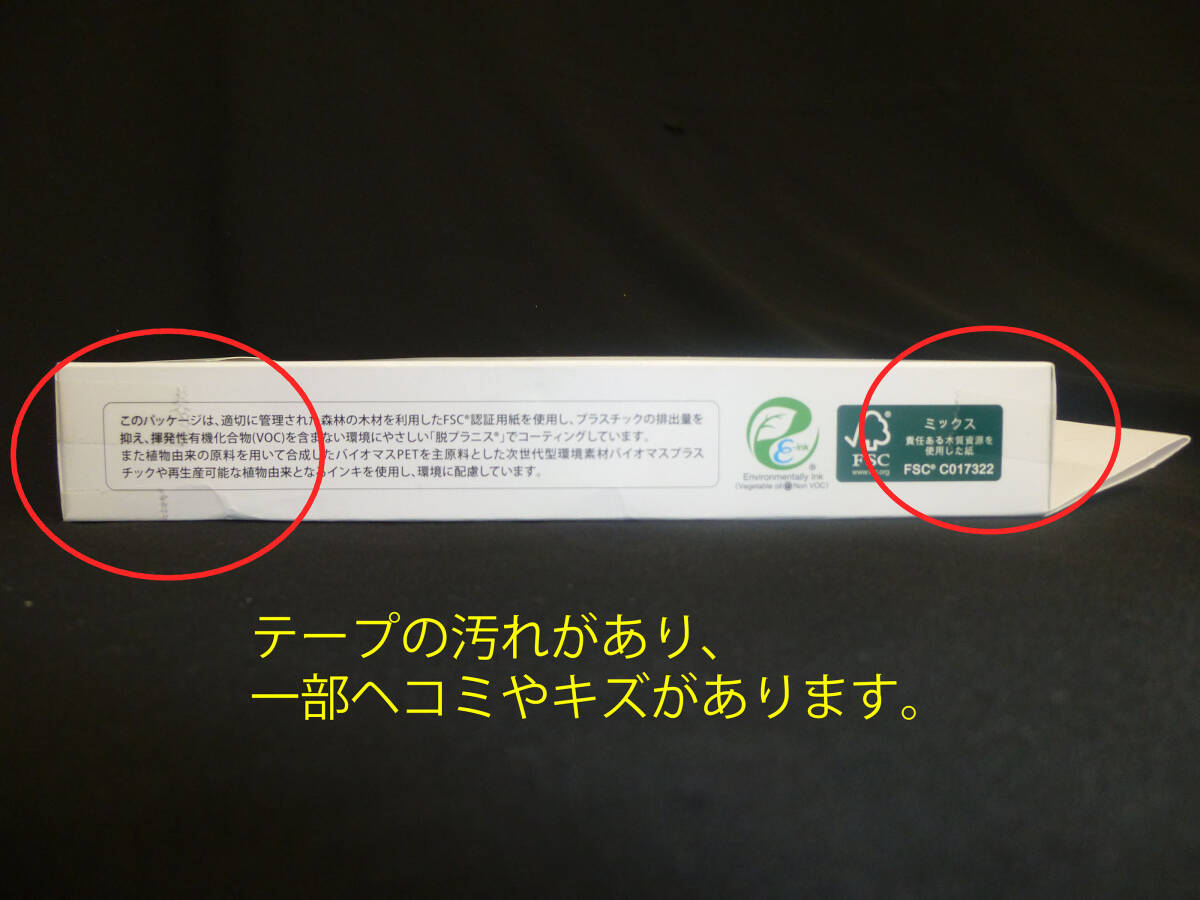 このパッケージは、適切に管理された森林の木材を利用したFSC®認証用紙を使用し、プラスチックの排出量を
抑え、揮発性有機化合物(VOC)を含まない環境にやさしい「脱プラニス®」でコーティングしています。
また植物由来の原料を用いて合成したバイオマスPETを主原料とした次世代型環境素材バイオマスプラス
チックや再生産可能な植物由来となるインキを使用し、環境に配慮しています。
e-ink
®
Environmentally Ink
(Vegetable oil Non VOC)
FSC
www.fsc.org
ミックス
責任ある木質資源を
使用した紙
FSC® C017322
テープの汚れがあり、
一部ヘコミやキズがあります。